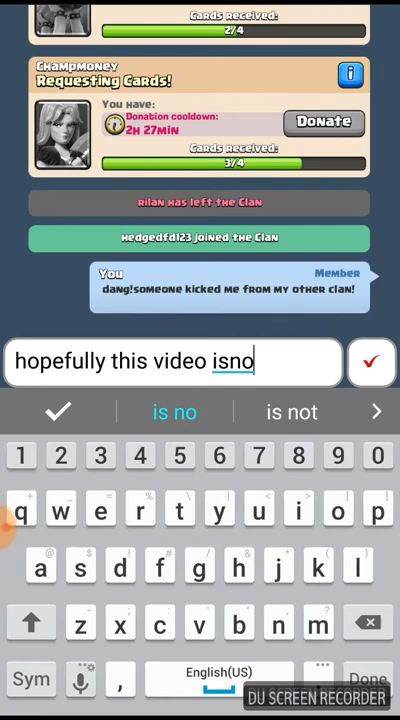 Cards received:
2/4
Champmoney
Requesting Cards!
i
You have:
Donation cooldown:
2h 27min
Donate
Cards received:
3/4
rilan has left the Clan
hedgedfd123 joined the Clan
You
Member
dang!someone kicked me from my other clan!
hopefully this video isno
is no
is not
1 2 3 4 5 6 7 8 9 0
q w e r t y u i o p
a s d f g h j k l
z x c v b n m
Sym
,
English(US)
Done
DU SCREEN RECORDER